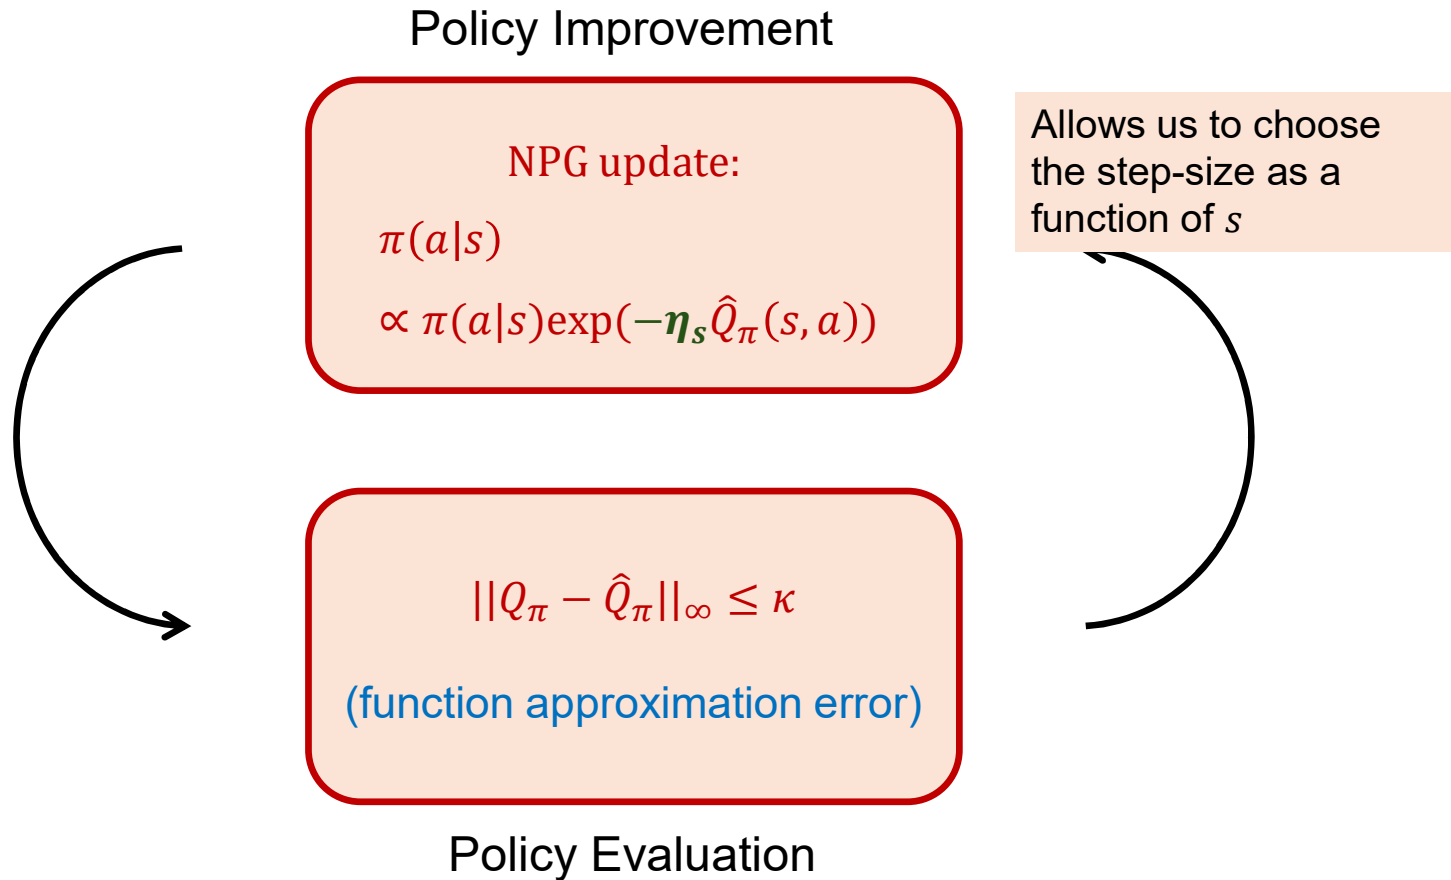 Policy Improvement
NPG update:
π(a|s)
∝ π(a|s)exp(−η_s Q̂_π(s, a))
Allows us to choose
the step-size as a
function of s
||Q_π − Q̂_π||_∞ ≤ κ
(function approximation error)
Policy Evaluation